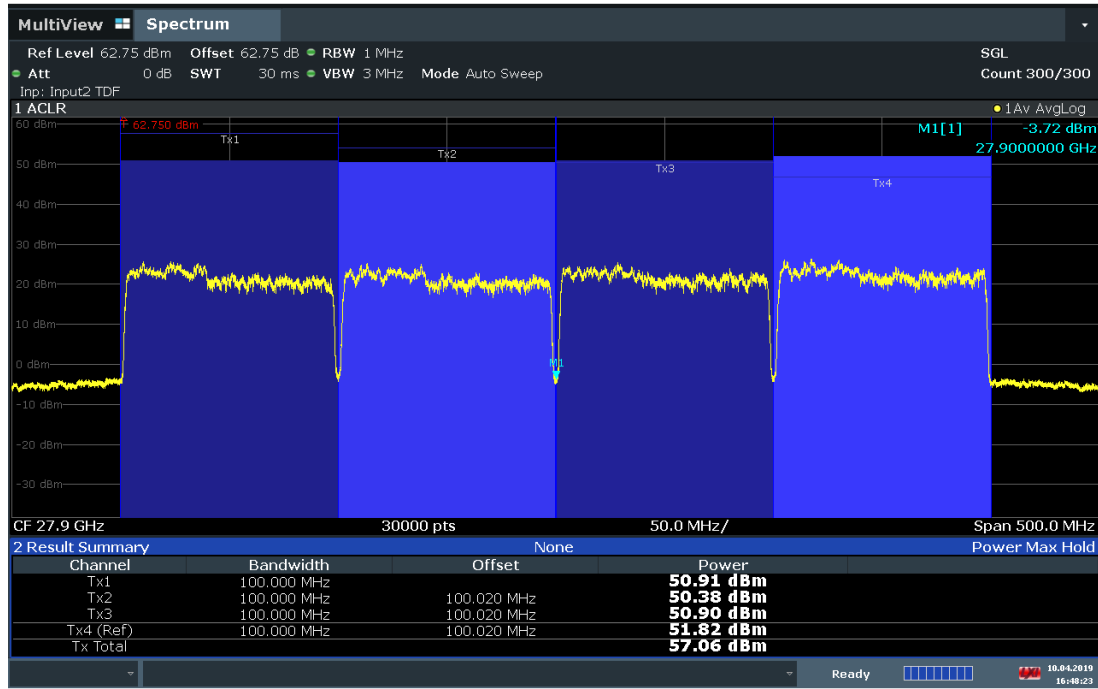 MultiView Spectrum
Ref Level 62.75 dBm Offset 62.75 dB RBW 1 MHz SGL
Att 0 dB SWT 30 ms VBW 3 MHz Mode Auto Sweep Count 300/300
Inp: Input2 TDF
1 ACLR 1Av AvgLog
60 dBm 62.750 dBm M1[1] -3.72 dBm
Tx1
27.9000000 GHz
Tx2
50 dBm
Tx3
Tx4
40 dBm
30 dBm
20 dBm
10 dBm
0 dBm M1
-10 dBm
-20 dBm
-30 dBm
CF 27.9 GHz 30000 pts 50.0 MHz/ Span 500.0 MHz
2 Result Summary None Power Max Hold
Channel Bandwidth Offset Power
Tx1 100.000 MHz 50.91 dBm
Tx2 100.000 MHz 100.020 MHz 50.38 dBm
Tx3 100.000 MHz 100.020 MHz 50.90 dBm
Tx4 (Ref) 100.000 MHz 100.020 MHz 51.82 dBm
Tx Total 57.06 dBm
Ready 10.04.2019
16:48:23